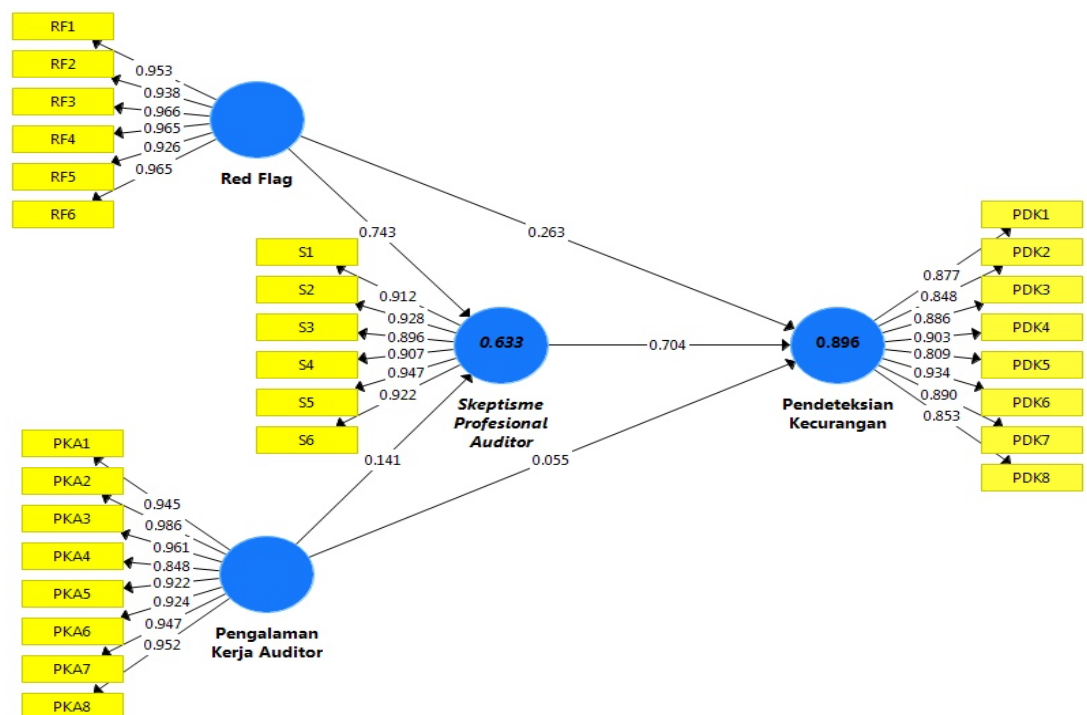 RF1
RF2
RF3
RF4
RF5
RF6
0.953
0.938
0.966
0.965
0.926
0.965
Red Flag
0.743
0.263
S1
S2
S3
S4
S5
S6
0.912
0.928
0.896
0.907
0.947
0.922
0.633
Skeptisme
Profesional
Auditor
0.704
0.141
0.055
0.896
Pendeteksian
Kecurangan
0.877
0.848
0.886
0.903
0.809
0.934
0.890
0.853
PDK1
PDK2
PDK3
PDK4
PDK5
PDK6
PDK7
PDK8
PKA1
PKA2
PKA3
PKA4
PKA5
PKA6
PKA7
PKA8
0.945
0.986
0.961
0.848
0.922
0.924
0.947
0.952
Pengalaman
Kerja Auditor